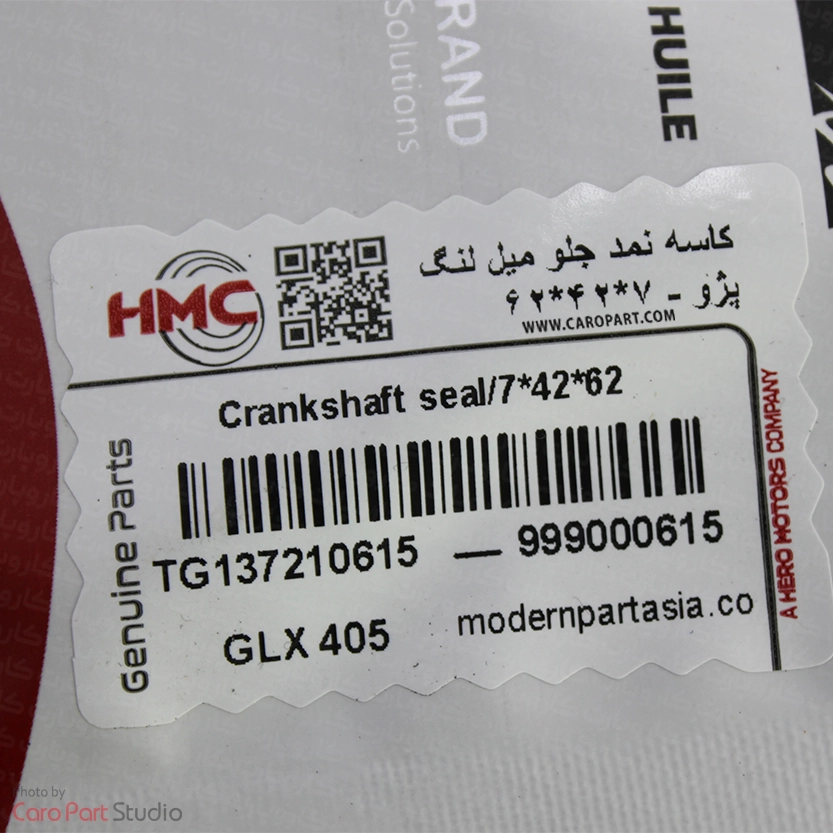 RAND
Solutions
HUILE
HMC
کاسه نمد جلو میل لنگ
پژو - ۷*۴۲*۶۲
WWW.CAROPART.COM
Crankshaft seal/7*42*62
Genuine Parts
TG137210615 — 999000615
GLX 405
modernpartasia.co
A HERO MOTORS COMPANY
Photo by
Caro Part Studio